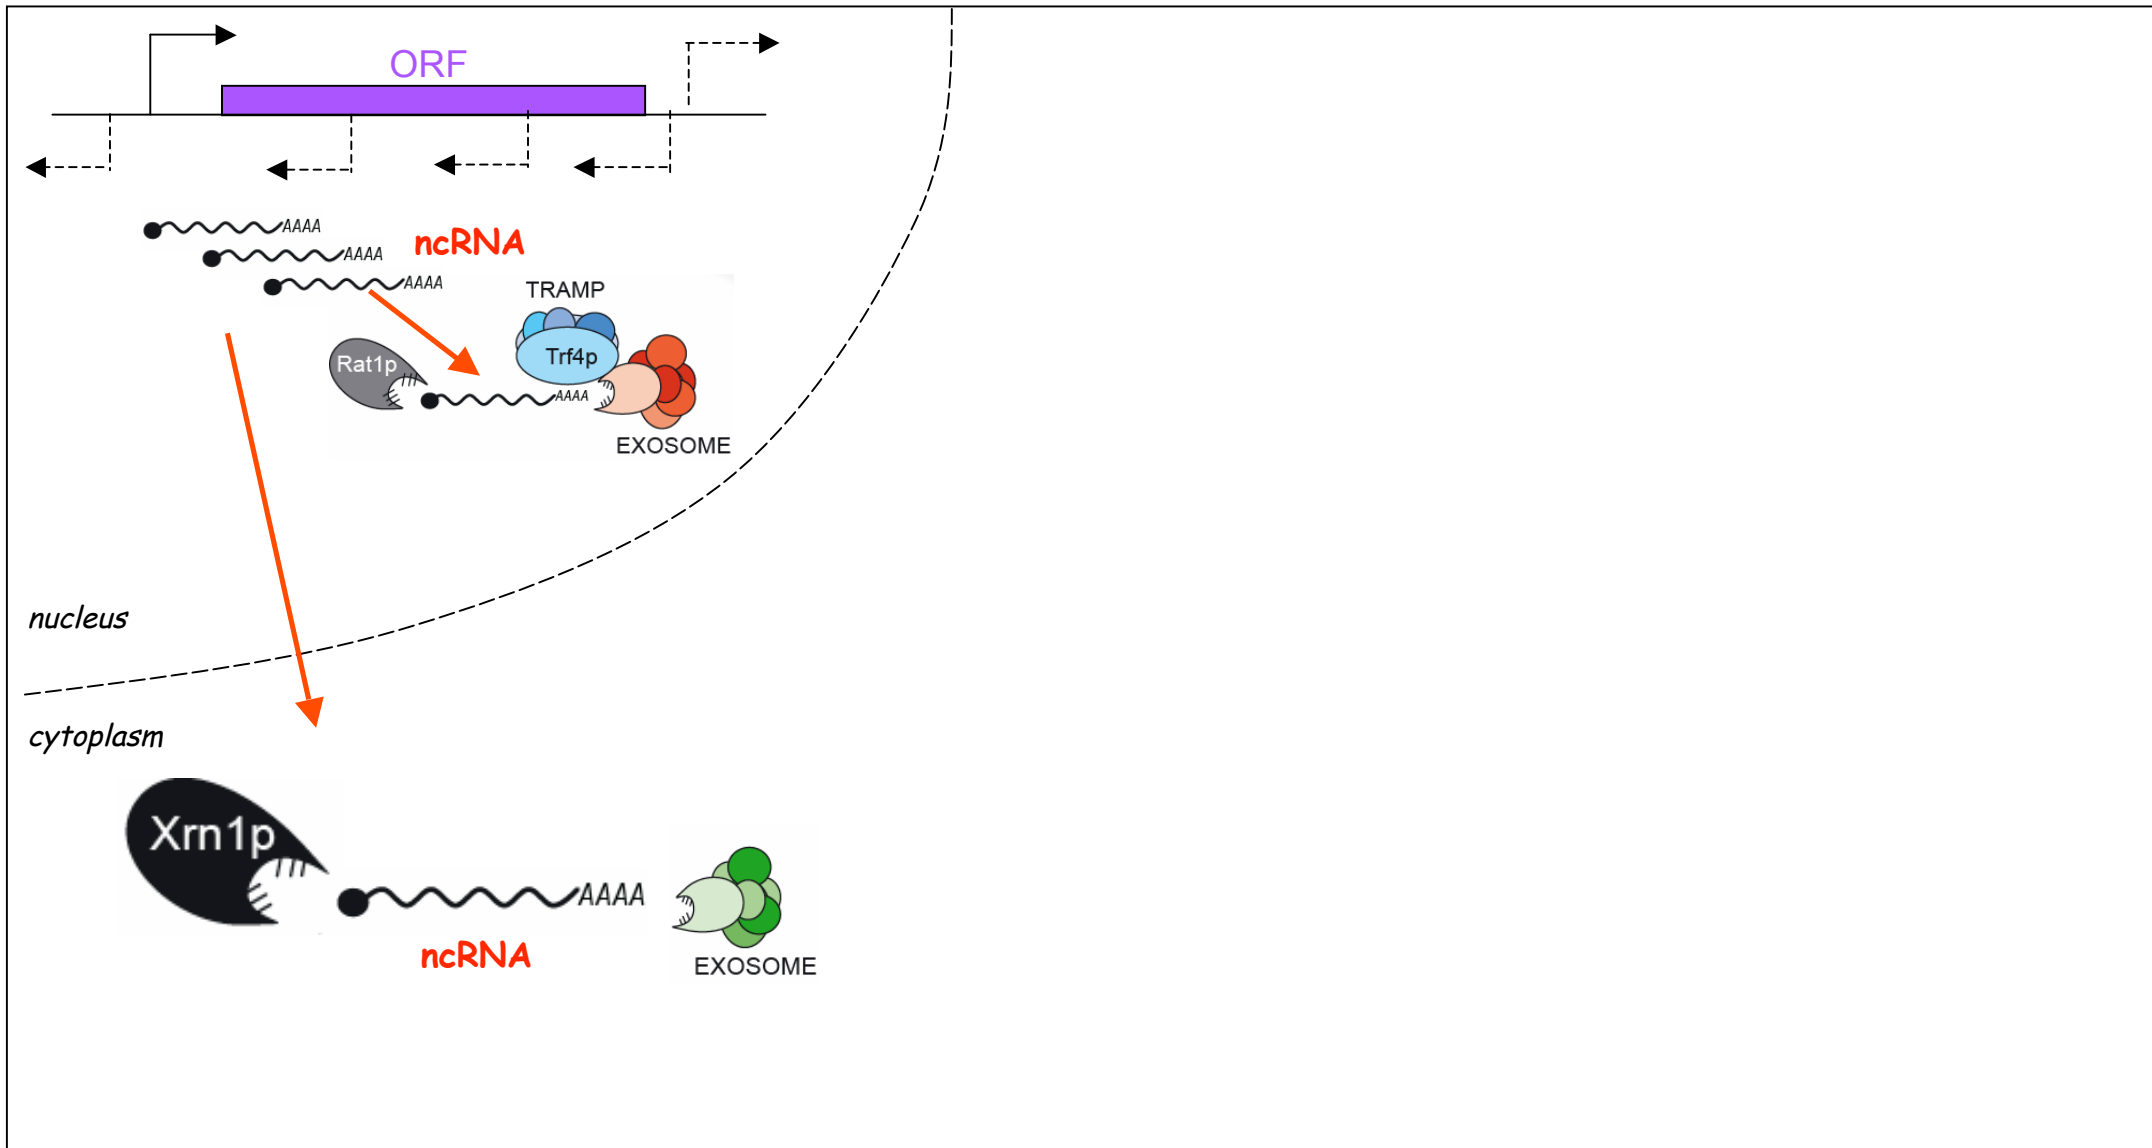 ORF
AAAA
AAAA
AAAA
ncRNA
TRAMP
Trf4p
Rat1p
AAAA
EXOSOME
nucleus
cytoplasm
Xrn1p
AAAA
ncRNA
EXOSOME